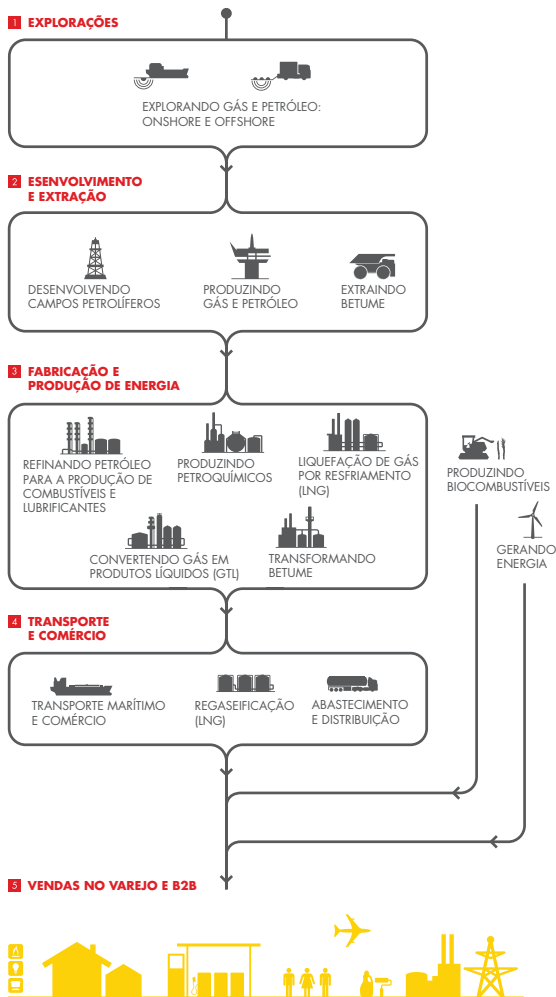 1 EXPLORAÇÕES
EXPLORANDO GÁS E PETRÓLEO:
ONSHORE E OFFSHORE
2 ESENVOLVIMENTO
E EXTRAÇÃO
DESENVOLVENDO
CAMPOS PETROLÍFEROS
PRODUZINDO
GÁS E PETRÓLEO
EXTRAINDO
BETUME
3 FABRICAÇÃO E
PRODUÇÃO DE ENERGIA
REFINANDO PETRÓLEO
PARA A PRODUÇÃO DE
COMBUSTÍVEIS E
LUBRIFICANTES
PRODUZINDO
PETROQUÍMICOS
LIQUEFAÇÃO DE GÁS
POR RESFRIAMENTO
(LNG)
CONVERTENDO GÁS EM
PRODUTOS LÍQUIDOS (GTL)
TRANSFORMANDO
BETUME
PRODUZINDO
BIOCOMBUSTÍVEIS
GERANDO
ENERGIA
4 TRANSPORTE
E COMÉRCIO
TRANSPORTE MARÍTIMO
E COMÉRCIO
REGASEIFICAÇÃO
(LNG)
ABASTECIMENTO
E DISTRIBUIÇÃO
5 VENDAS NO VAREJO E B2B